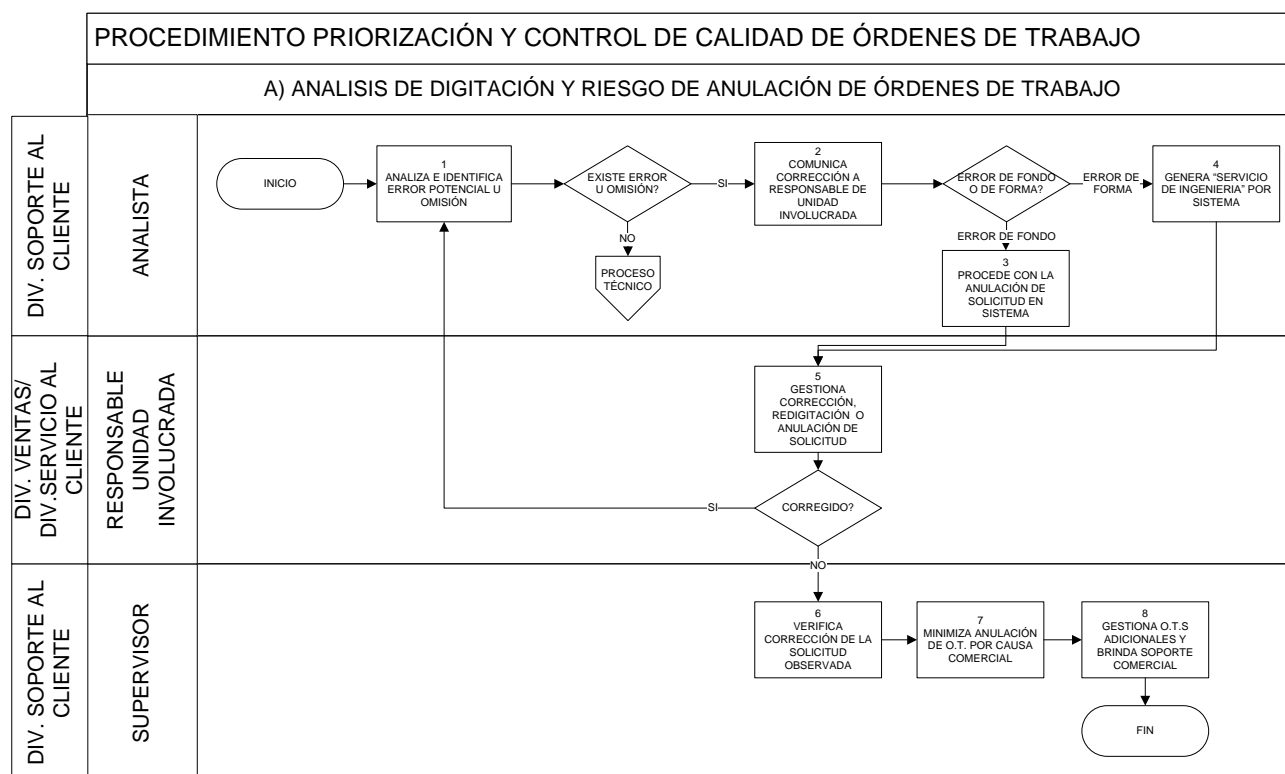 PROCEDIMIENTO PRIORIZACIÓN Y CONTROL DE CALIDAD DE ÓRDENES DE TRABAJO
A) ANALISIS DE DIGITACIÓN Y RIESGO DE ANULACIÓN DE ÓRDENES DE TRABAJO
DIV. SOPORTE AL
CLIENTE
ANALISTA
INICIO
1
ANALIZA E IDENTIFICA
ERROR POTENCIAL U
OMISIÓN
EXISTE ERROR
U OMISIÓN?
SI
NO
PROCESO
TÉCNICO
2
COMUNICA
CORRECCIÓN A
RESPONSABLE DE
UNIDAD
INVOLUCRADA
ERROR DE FONDO
O DE FORMA?
ERROR DE
FORMA
4
GENERA “SERVICIO
DE INGENIERIA” POR
SISTEMA
ERROR DE FONDO
3
PROCEDE CON LA
ANULACIÓN DE
SOLICITUD EN
SISTEMA
DIV. VENTAS/
DIV.SERVICIO AL
CLIENTE
RESPONSABLE
UNIDAD
INVOLUCRADA
5
GESTIONA
CORRECCIÓN,
REDIGITACIÓN O
ANULACIÓN DE
SOLICITUD
CORREGIDO?
SI
NO
DIV. SOPORTE AL
CLIENTE
SUPERVISOR
6
VERIFICA
CORRECCIÓN DE LA
SOLICITUD
OBSERVADA
7
MINIMIZA ANULACIÓN
DE O.T. POR CAUSA
COMERCIAL
8
GESTIONA O.T.S
ADICIONALES Y
BRINDA SOPORTE
COMERCIAL
FIN